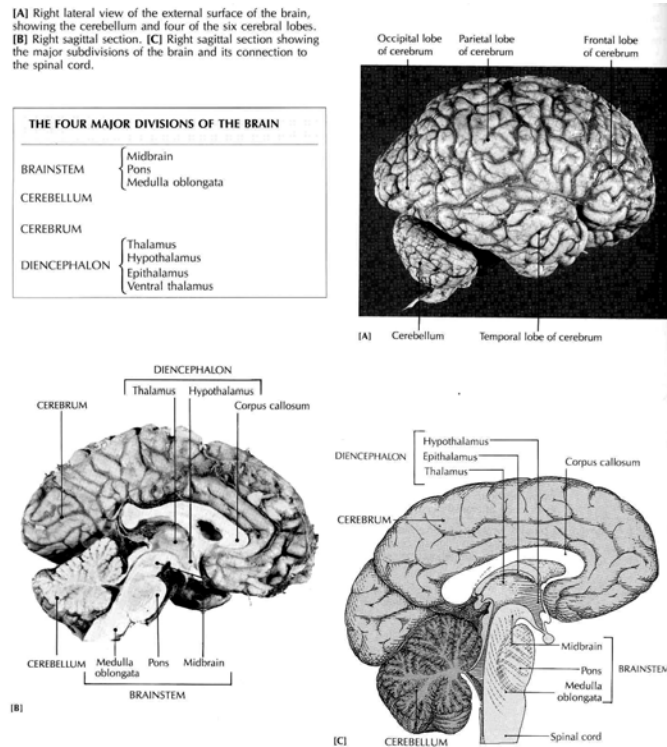 [A] Right lateral view of the external surface of the brain,
showing the cerebellum and four of the six cerebral lobes.
[B] Right sagittal section. [C] Right sagittal section showing
the major subdivisions of the brain and its connection to
the spinal cord.
THE FOUR MAJOR DIVISIONS OF THE BRAIN
BRAINSTEM
Midbrain
Pons
Medulla oblongata
CEREBELLUM
CEREBRUM
DIENCEPHALON
Thalamus
Hypothalamus
Epithalamus
Ventral thalamus
Occipital lobe
of cerebrum
Parietal lobe
of cerebrum
Frontal lobe
of cerebrum
[A]
Cerebellum
Temporal lobe of cerebrum
DIENCEPHALON
Thalamus
Hypothalamus
CEREBRUM
Corpus callosum
CEREBELLUM
Medulla
oblongata
Pons
Midbrain
BRAINSTEM
[B]
DIENCEPHALON
Hypothalamus
Epithalamus
Thalamus
Corpus callosum
CEREBRUM
Midbrain
Pons
BRAINSTEM
Medulla
oblongata
Spinal cord
[C]
CEREBELLUM